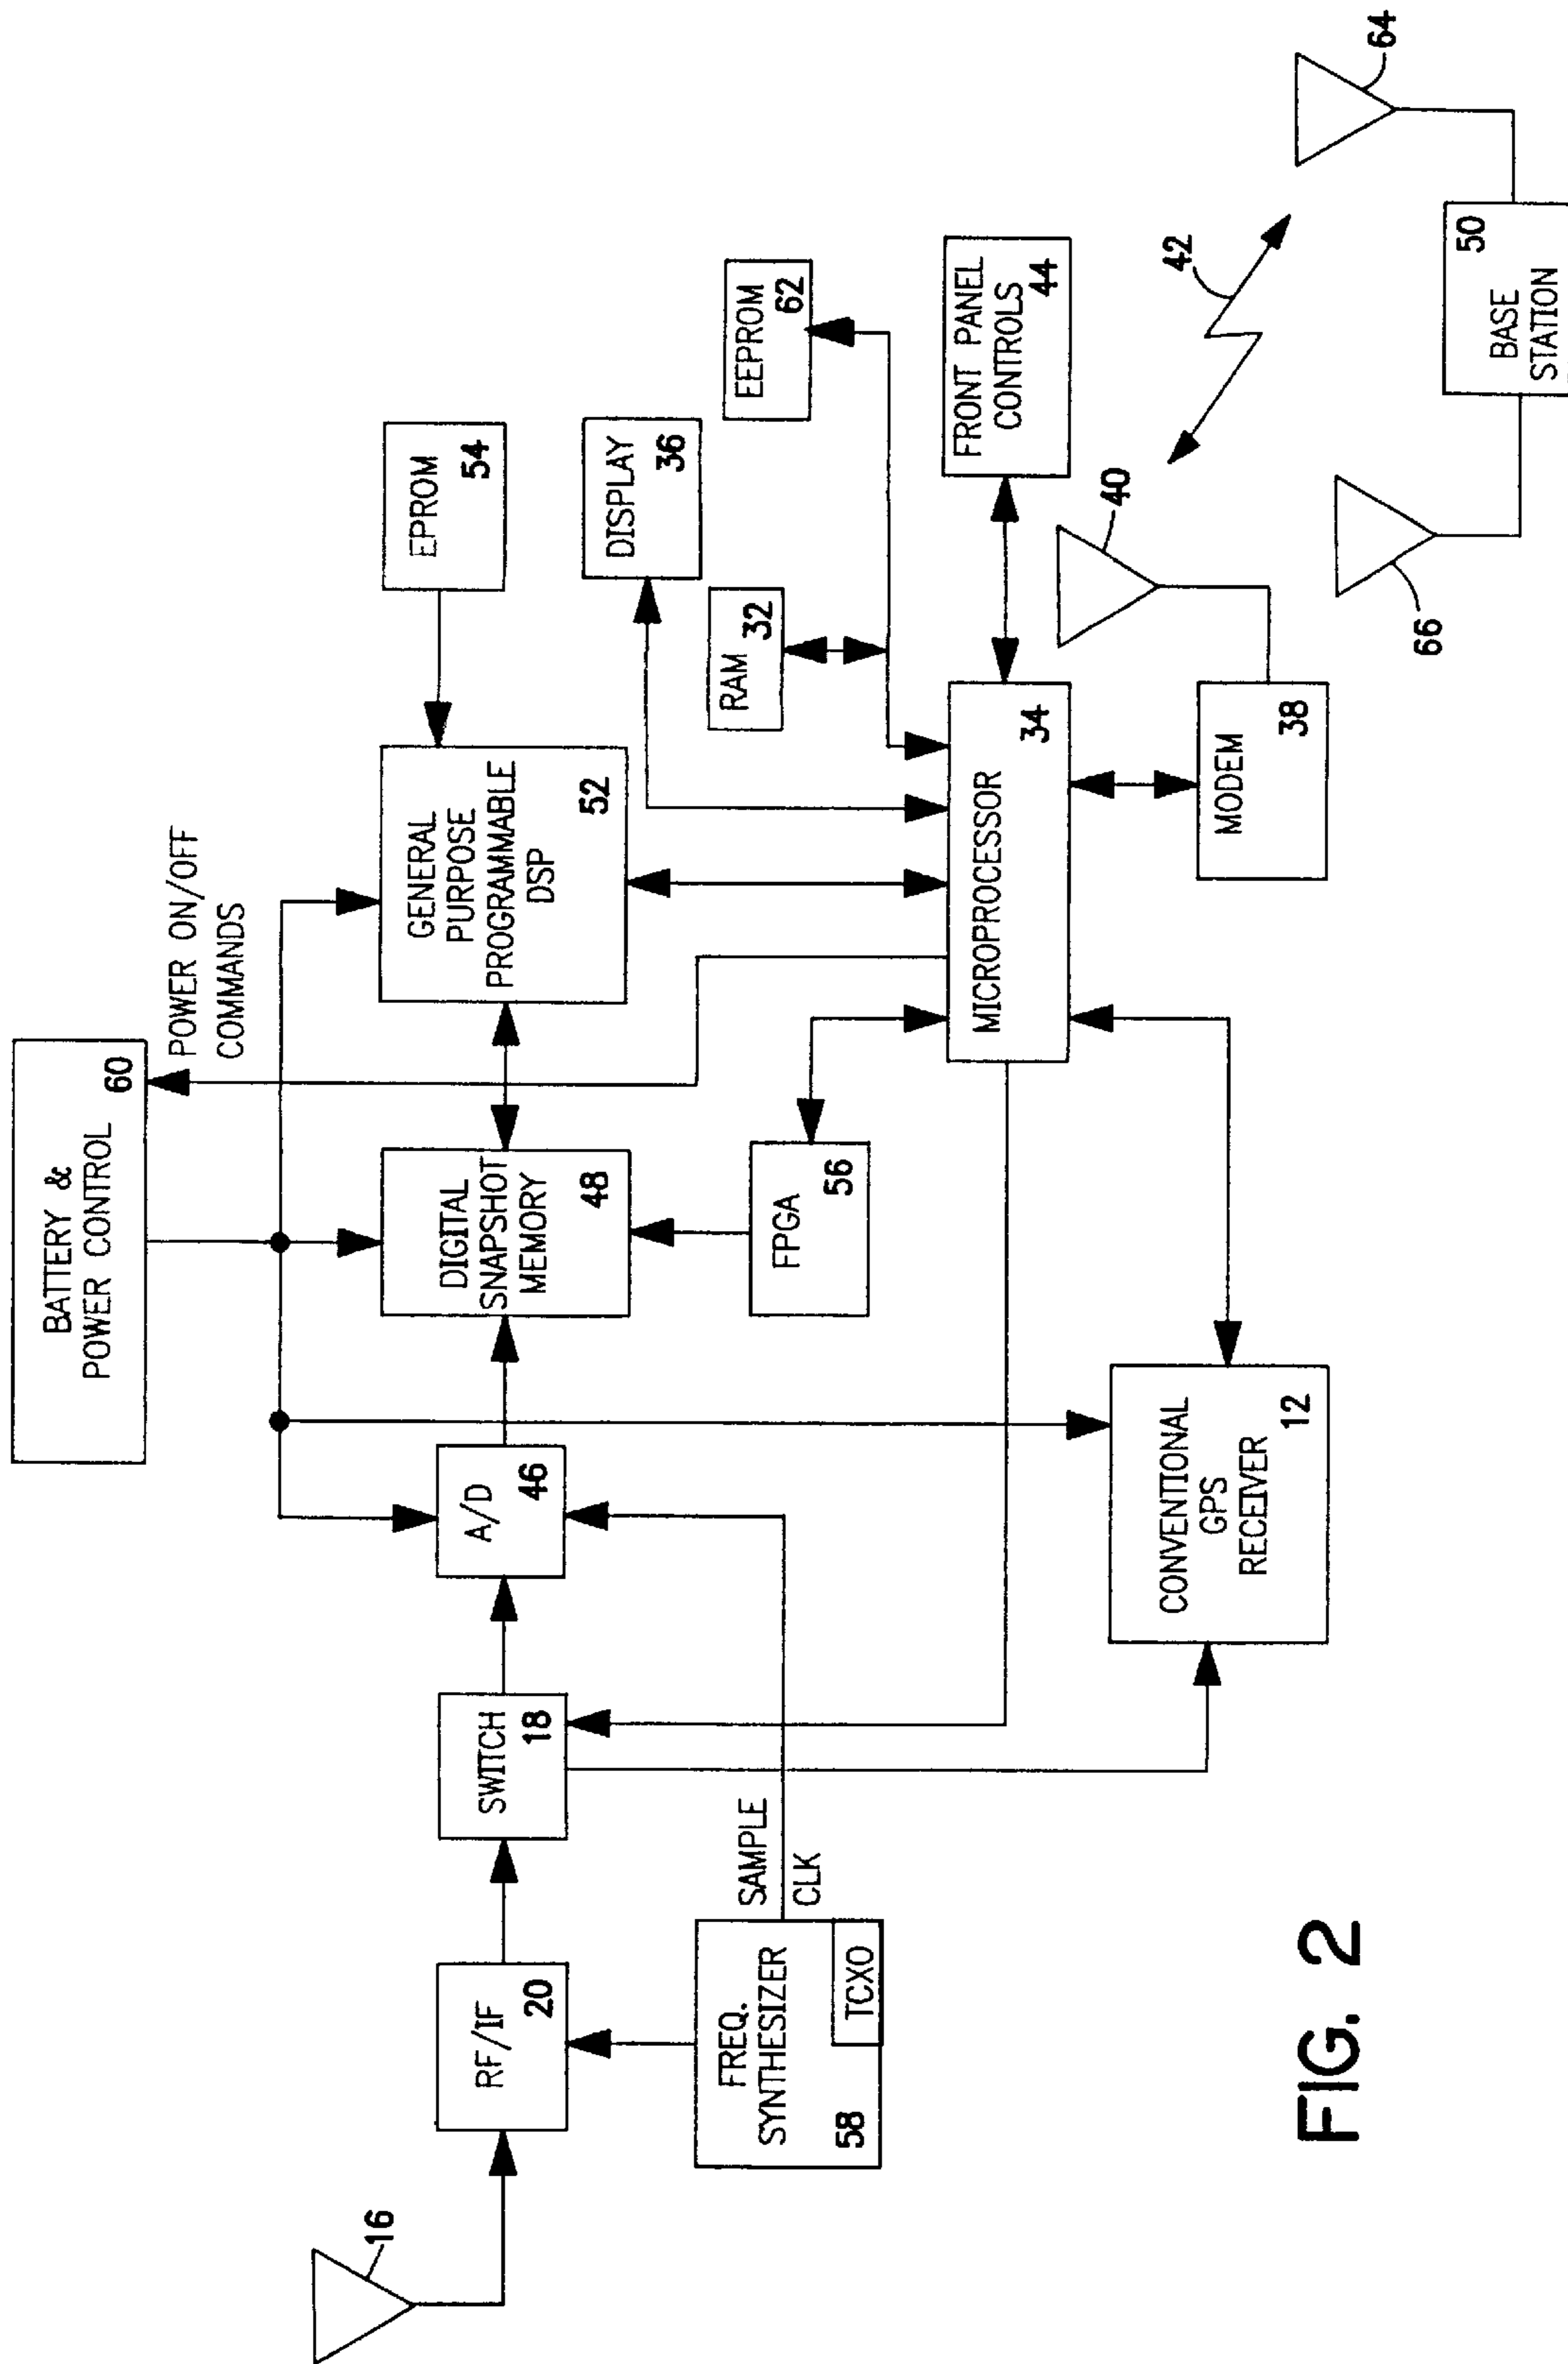 BATTERY &
POWER CONTROL
60
POWER ON/OFF
COMMANDS
16
RF/IF
20
SWITCH
18
A/D
46
DIGITAL
SNAPSHOT
MEMORY
48
GENERAL
PURPOSE
PROGRAMMABLE
DSP
52
EPROM
54
FREQ.
SYNTHESIZER
58
TCXO
SAMPLE
CLK
FPGA
56
DISPLAY
36
RAM
32
EEPROM
62
MICROPROCESSOR
34
FRONT PANEL
CONTROLS
44
CONVENTIONAL
GPS
RECEIVER
12
MODEM
38
40
42
64
66
BASE
STATION
50
FIG. 2